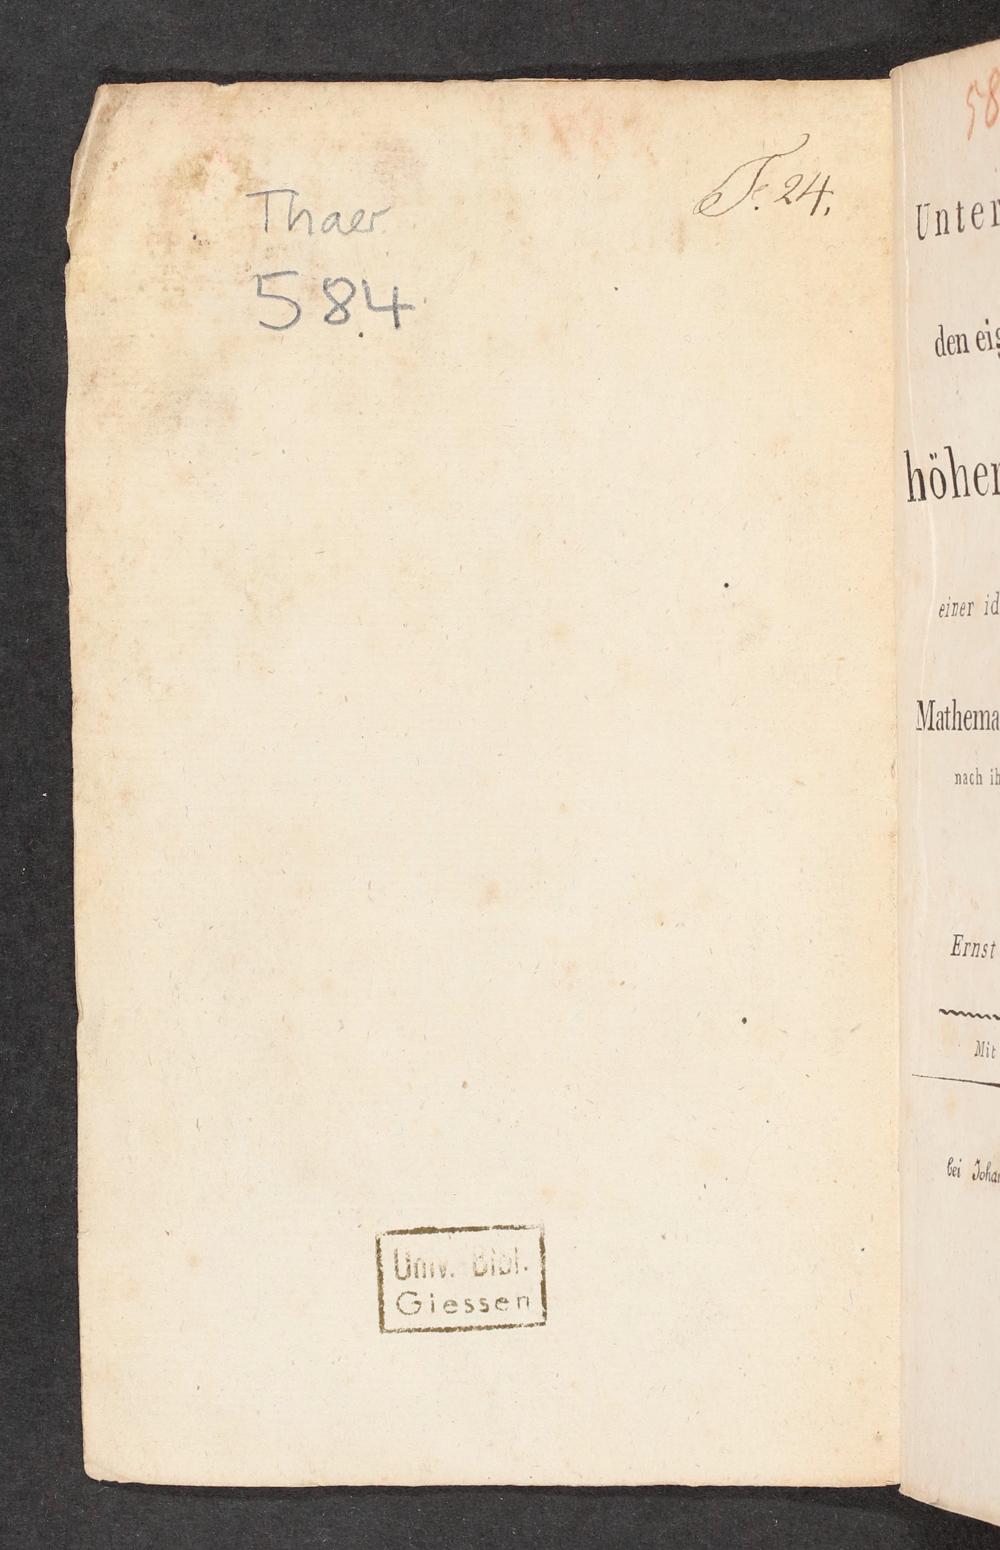 Thaer
584
F. 24.
Univ. Bibl.
Giessen
58
Unter
den eig
höher
einer id
Mathema
nach ih
Ernst
Mit
bei Johan